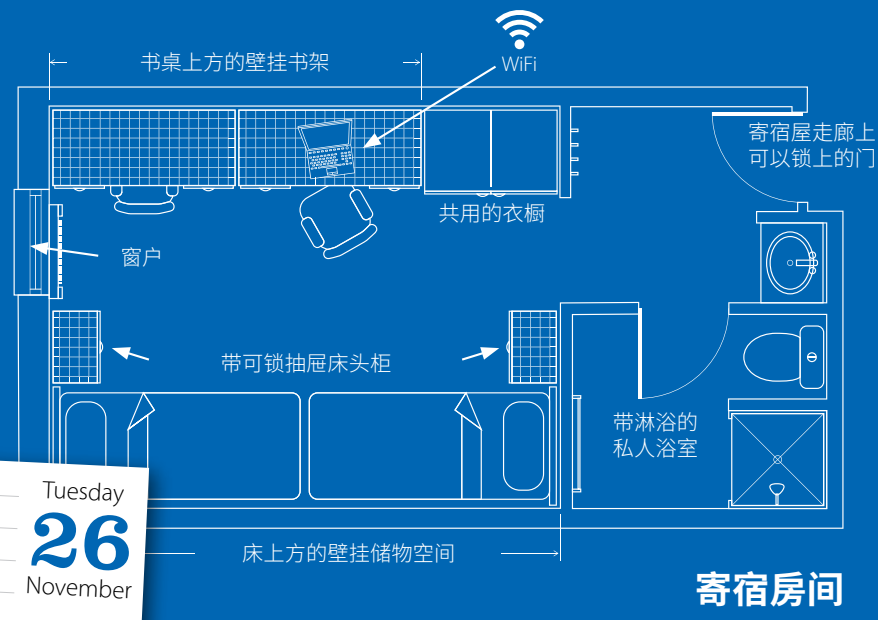 书桌上方的壁挂书架
WiFi
寄宿屋走廊上
可以锁上的门
共用的衣橱
窗户
带可锁抽屉床头柜
带淋浴的
私人浴室
Tuesday
26
November
床上方的壁挂储物空间
寄宿房间